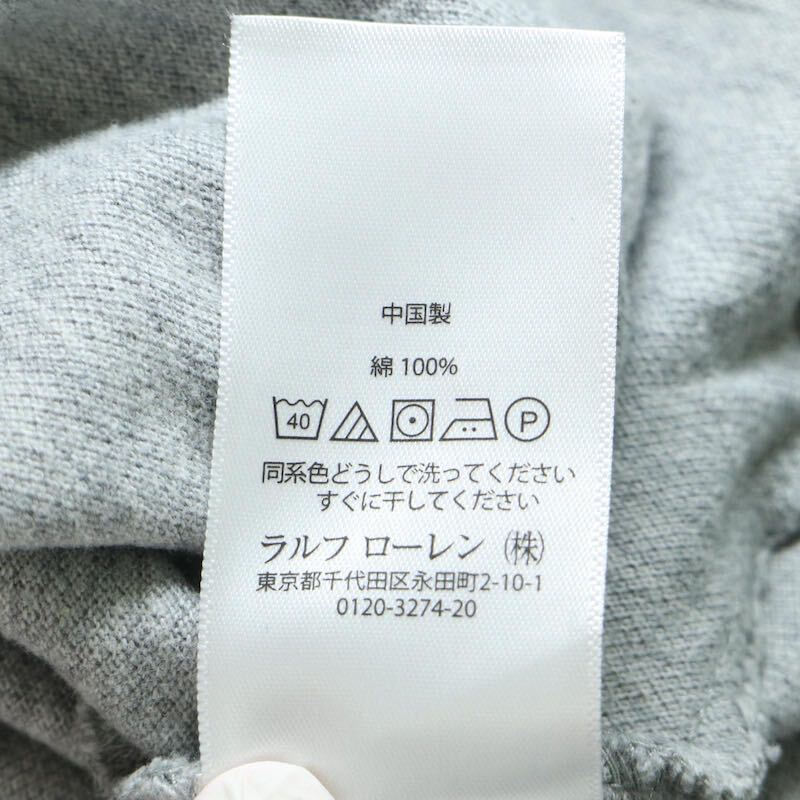 中国製
綿 100%
40 P
同系色どうしで洗ってください
すぐに干してください
ラルフ ローレン (株)
東京都千代田区永田町2-10-1
0120-3274-20